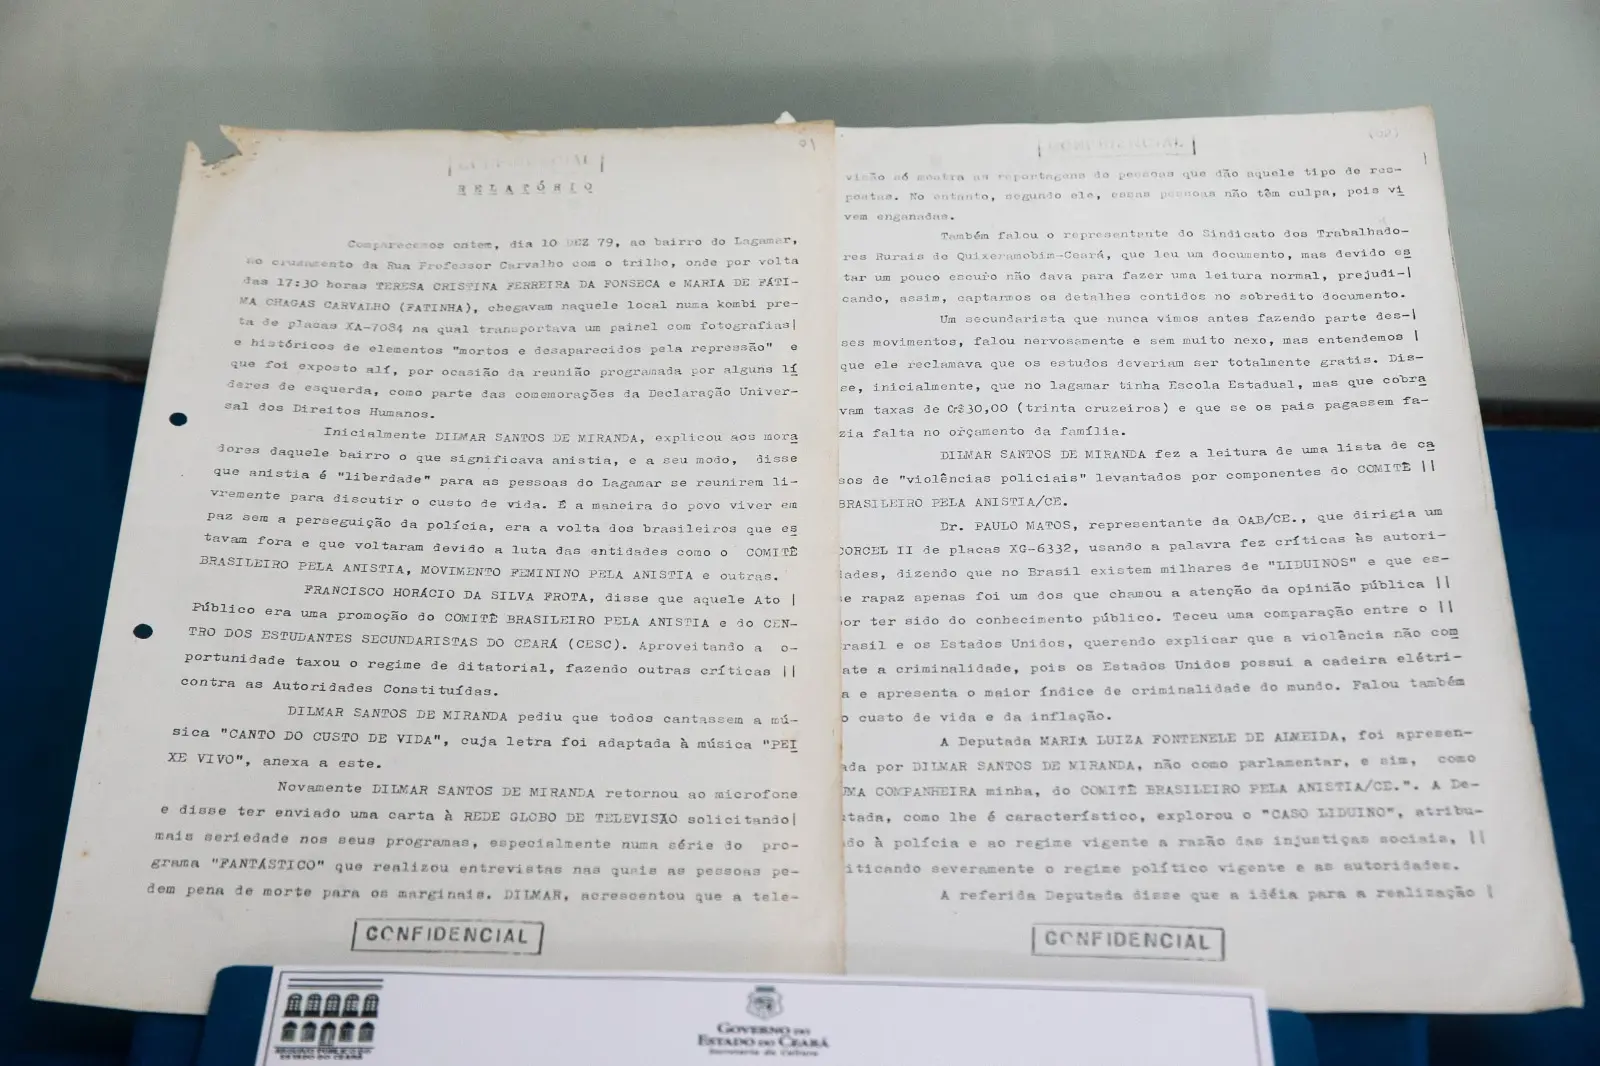 CONFIDENCIAL
01
RELATÓRIO
Comparecemos ontem, dia 10 DEZ 79, ao bairro do Lagamar,
no cruzamento da Rua Professor Carvalho com o trilho, onde por volta
das 17:30 horas TERESA CRISTINA FERREIRA DA FONSECA e MARIA DE FÁTI-
MA CHAGAS CARVALHO (FATINHA), chegavam naquele local numa kombi pre-
ta de placas XA-7084 na qual transportava um painel com fotografias|
e históricos de elementos "mortos e desaparecidos pela repressão" e
que foi exposto alí, por ocasião da reunião programada por alguns lí
deres de esquerda, como parte das comemorações da Declaração Univer-
sal dos Direitos Humanos.
Inicialmente DILMAR SANTOS DE MIRANDA, explicou aos mora
dores daquele bairro o que significava anistia, e a seu modo, disse
que anistia é "liberdade" para as pessoas do Lagamar se reunirem li-
vremente para discutir o custo de vida. É a maneira do povo viver em
paz sem a perseguição da polícia, era a volta dos brasileiros que es
tavam fora e que voltaram devido a luta das entidades como o COMITÊ
BRASILEIRO PELA ANISTIA, MOVIMENTO FEMININO PELA ANISTIA e outras.
FRANCISCO HORÁCIO DA SILVA FROTA, disse que aquele Ato |
Público era uma promoção do COMITÊ BRASILEIRO PELA ANISTIA e do CEN-
TRO DOS ESTUDANTES SECUNDARISTAS DO CEARÁ (CESC). Aproveitando a o-
portunidade taxou o regime de ditatorial, fazendo outras críticas ||
contra as Autoridades Constituídas.
DILMAR SANTOS DE MIRANDA pediu que todos cantassem a mú-
sica "CANTO DO CUSTO DE VIDA", cuja letra foi adaptada à música "PEI
XE VIVO", anexa a este.
Novamente DILMAR SANTOS DE MIRANDA retornou ao microfone
e disse ter enviado uma carta à REDE GLOBO DE TELEVISÃO solicitando|
mais seriedade nos seus programas, especialmente numa série do pro-
grama "FANTÁSTICO" que realizou entrevistas nas quais as pessoas pe-
dem pena de morte para os marginais. DILMAR, acrescentou que a tele-
CONFIDENCIAL
CONFIDENCIAL
(02)
visão só mostra as reportagens de pessoas que dão aquele tipo de res-
postas. No entanto, segundo ele, essas pessoas não têm culpa, pois vi
vem enganadas.
Também falou o representante do Sindicato dos Trabalhado-
res Rurais de Quixeramobim-Ceará, que leu um documento, mas devido es
tar um pouco escuro não dava para fazer uma leitura normal, prejudi-|
cando, assim, captarmos os detalhes contidos no sobredito documento.
Um secundarista que nunca vimos antes fazendo parte des-|
ses movimentos, falou nervosamente e sem muito nexo, mas entendemos |
que ele reclamava que os estudos deveriam ser totalmente gratis. Dis-
se, inicialmente, que no lagamar tinha Escola Estadual, mas que cobra
vam taxas de Cr$30,00 (trinta cruzeiros) e que se os pais pagassem fa-
zia falta no orçamento da família.
DILMAR SANTOS DE MIRANDA fez a leitura de uma lista de ca
sos de "violências policiais" levantados por componentes do COMITÊ ||
BRASILEIRO PELA ANISTIA/CE.
Dr. PAULO MATOS, representante da OAB/CE., que dirigia um
CORCEL II de placas XG-6332, usando a palavra fez críticas às autori-
dades, dizendo que no Brasil existem milhares de "LIDUINOS" e que es-
se rapaz apenas foi um dos que chamou a atenção da opinião pública ||
or ter sido do conhecimento público. Teceu uma comparação entre o ||
rasil e os Estados Unidos, querendo explicar que a violência não com
ate a criminalidade, pois os Estados Unidos possui a cadeira elétri-
a e apresenta o maior índice de criminalidade do mundo. Falou também
o custo de vida e da inflação.
A Deputada MARIA LUIZA FONTENELE DE ALMEIDA, foi apresen-
ada por DILMAR SANTOS DE MIRANDA, não como parlamentar, e sim, como
UMA COMPANHEIRA minha, do COMITÊ BRASILEIRO PELA ANISTIA/CE.". A De-
utada, como lhe é característico, explorou o "CASO LIDUINO", atribu-
do à polícia e ao regime vigente a razão das injustiças sociais, ||
iticando severamente o regime político vigente e as autoridades.
A referida Deputada disse que a idéia para a realização |
CONFIDENCIAL
ARQUIVO PÚBLICO DO
ESTADO DO CEARÁ
GOVERNO DO
ESTADO DO CEARÁ
Secretaria da Cultura